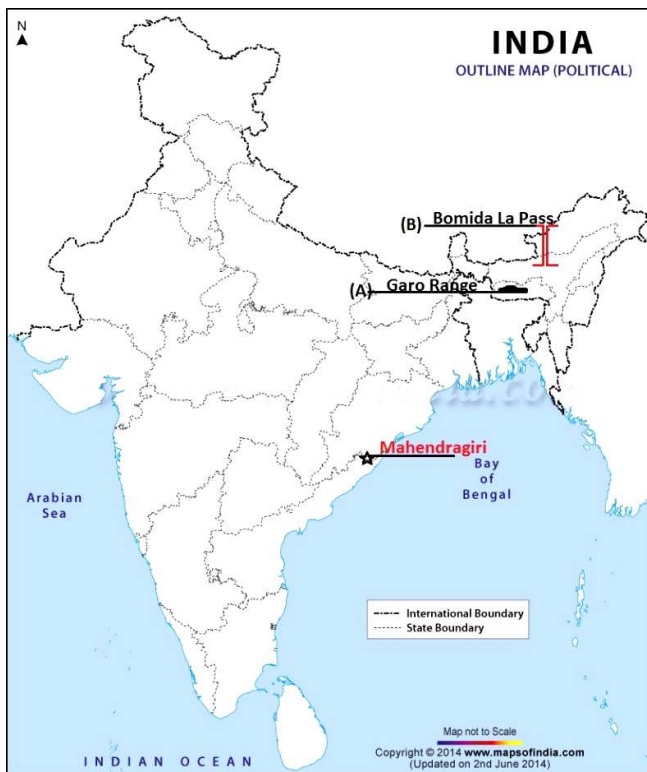 N
INDIA
OUTLINE MAP (POLITICAL)
(B) Bomida La Pass
(A) Garo Range
Mahendragiri
Arabian
Sea
Bay
of
Bengal
International Boundary
State Boundary
Map not to Scale
Copyright © 2014 www.mapsofindia.com
(Updated on 2nd June 2014)
INDIAN OCEAN